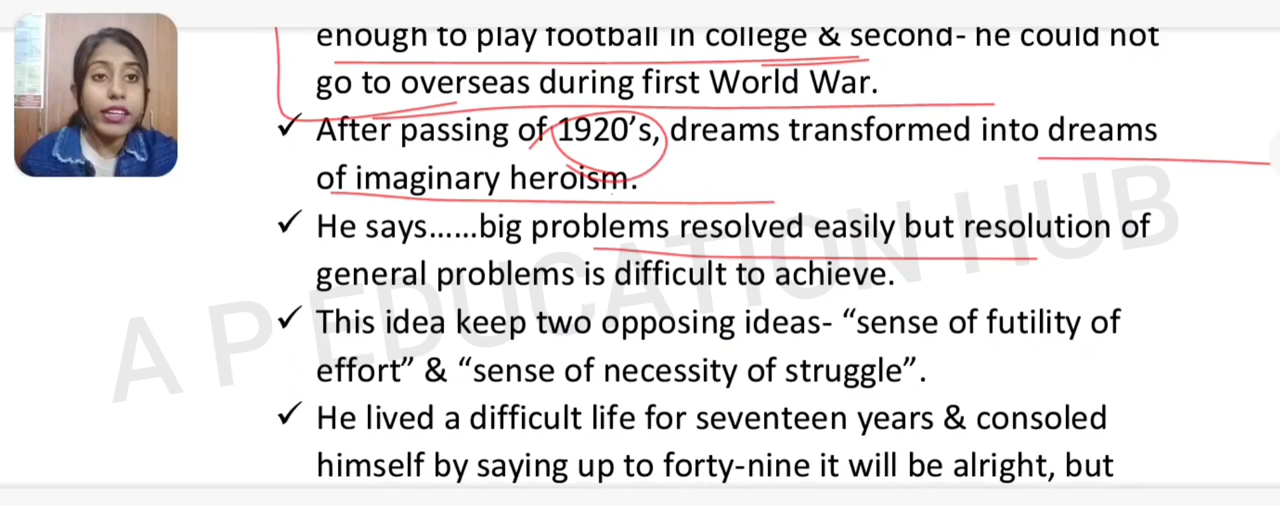 enough to play football in college & second- he could not
go to overseas during first World War.
✓ After passing of 1920’s, dreams transformed into dreams
of imaginary heroism.
✓ He says......big problems resolved easily but resolution of
general problems is difficult to achieve.
✓ This idea keep two opposing ideas- “sense of futility of
effort” & “sense of necessity of struggle”.
✓ He lived a difficult life for seventeen years & consoled
himself by saying up to forty-nine it will be alright, but
A P EDUCATION HUB